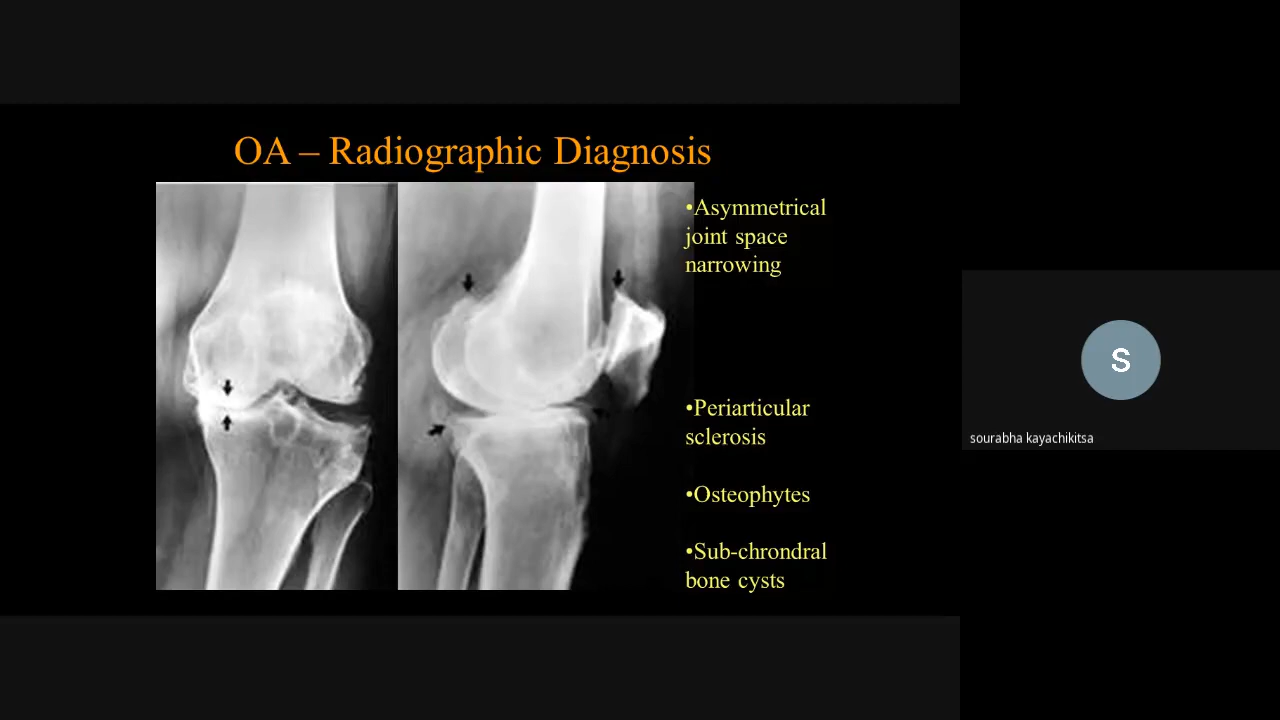 OA – Radiographic Diagnosis
•Asymmetrical
joint space
narrowing
•Periarticular
sclerosis
•Osteophytes
•Sub-chrondral
bone cysts
S
sourabha kayachikitsa